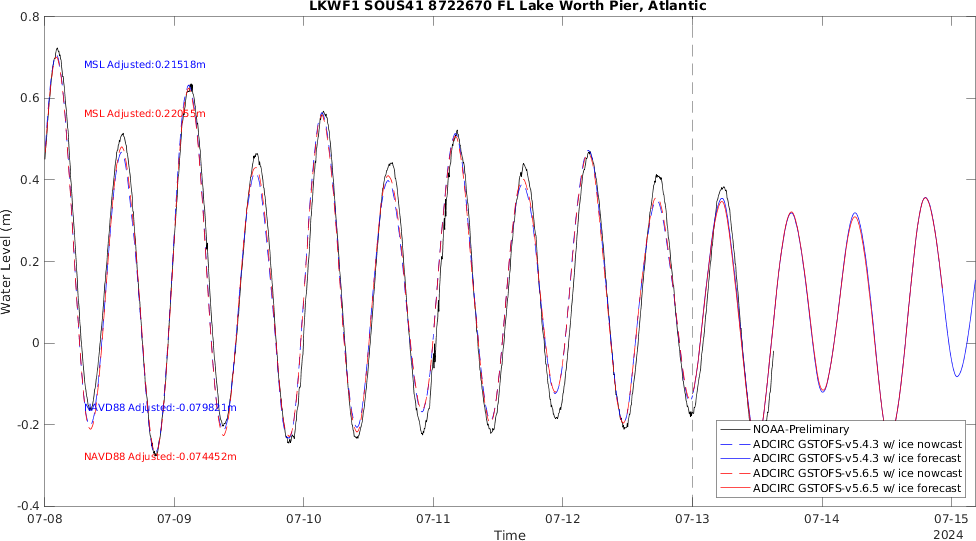 LKWF1 SOUS41 8722670 FL Lake Worth Pier, Atlantic
0.8
0.6
0.4
0.2
0
-0.2
-0.4
Water Level (m)
MSL Adjusted:0.21518m
MSL Adjusted:0.22055m
NAVD88 Adjusted:-0.079821m
NAVD88 Adjusted:-0.074452m
NOAA-Preliminary
ADCIRC GSTOFS-v5.4.3 w/ ice nowcast
ADCIRC GSTOFS-v5.4.3 w/ ice forecast
ADCIRC GSTOFS-v5.6.5 w/ ice nowcast
ADCIRC GSTOFS-v5.6.5 w/ ice forecast
07-08 07-09 07-10 07-11 07-12 07-13 07-14 07-15
Time
2024